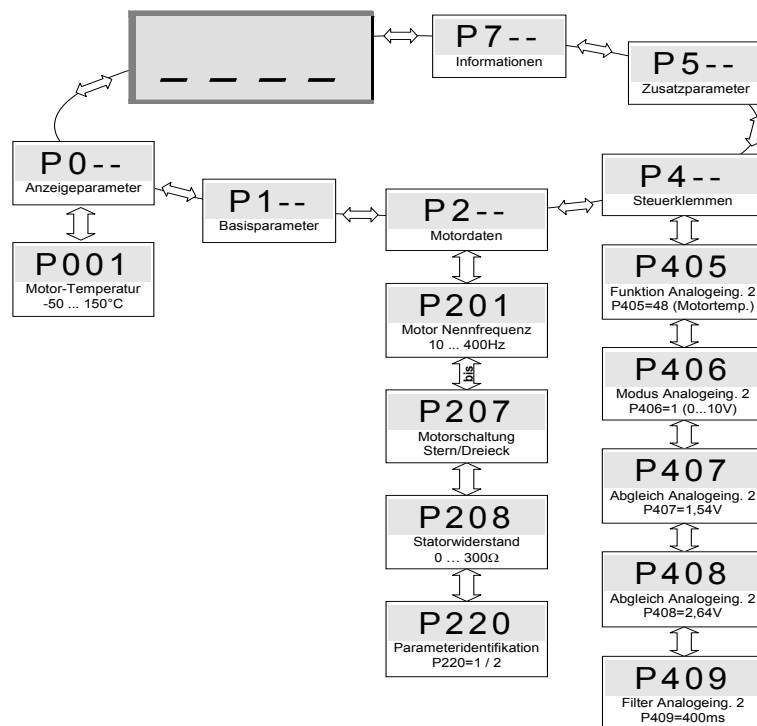 _ _ _ _
P7--
Informationen
P5--
Zusatzparameter
P0--
Anzeigeparameter
P1--
Basisparameter
P2--
Motordaten
P4--
Steuerklemmen
P001
Motor-Temperatur
-50 ... 150°C
P201
Motor Nennfrequenz
10 ... 400Hz
bis
P207
Motorschaltung
Stern/Dreieck
P208
Statorwiderstand
0 ... 300Ω
P220
Parameteridentifikation
P220=1 / 2
P405
Funktion Analogeing. 2
P405=48 (Motortemp.)
P406
Modus Analogeing. 2
P406=1 (0...10V)
P407
Abgleich Analogeing. 2
P407=1,54V
P408
Abgleich Analogeing. 2
P408=2,64V
P409
Filter Analogeing. 2
P409=400ms